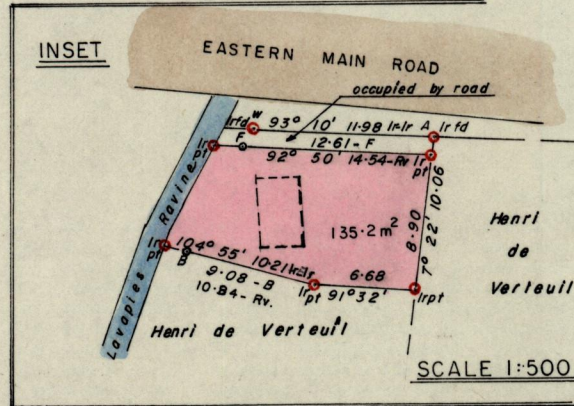 INSET
EASTERN MAIN ROAD
occupied by road
Irfd W 93° 10' 11.98 Ir-Ir A Ir fd
F 12.61 - F
Ir pt 92° 50' 14.54 - Rv Ir pt
Lavapies Ravine
135.2 m²
8.90
7° 22' 10.06
Henri
de
Verteuil
Ir pt 104° 55' 10.21 Ir-Ir
B 9.08 - B
10.84 - Rv.
6.68
Irpt 91° 32' Irpt
Henri de Verteuil
SCALE 1:500